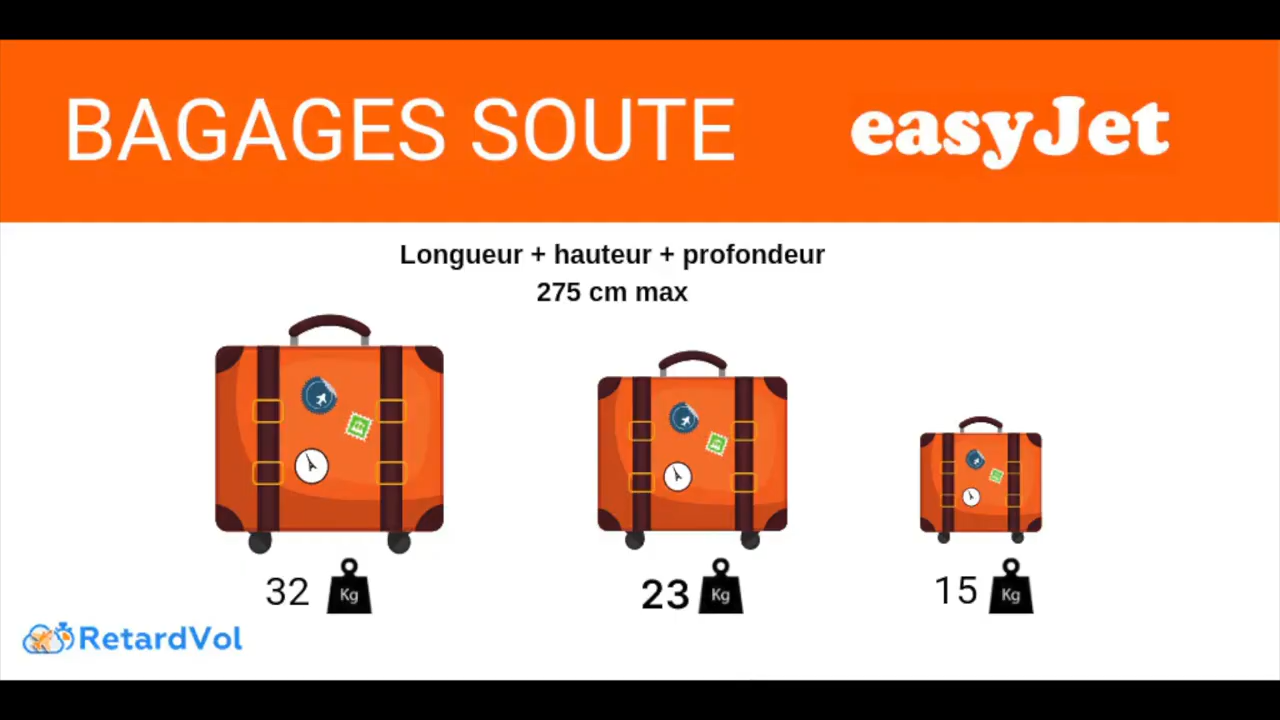 BAGAGES SOUTE
easyJet
Longueur + hauteur + profondeur
275 cm max
32 Kg
23 Kg
15 Kg
RetardVol